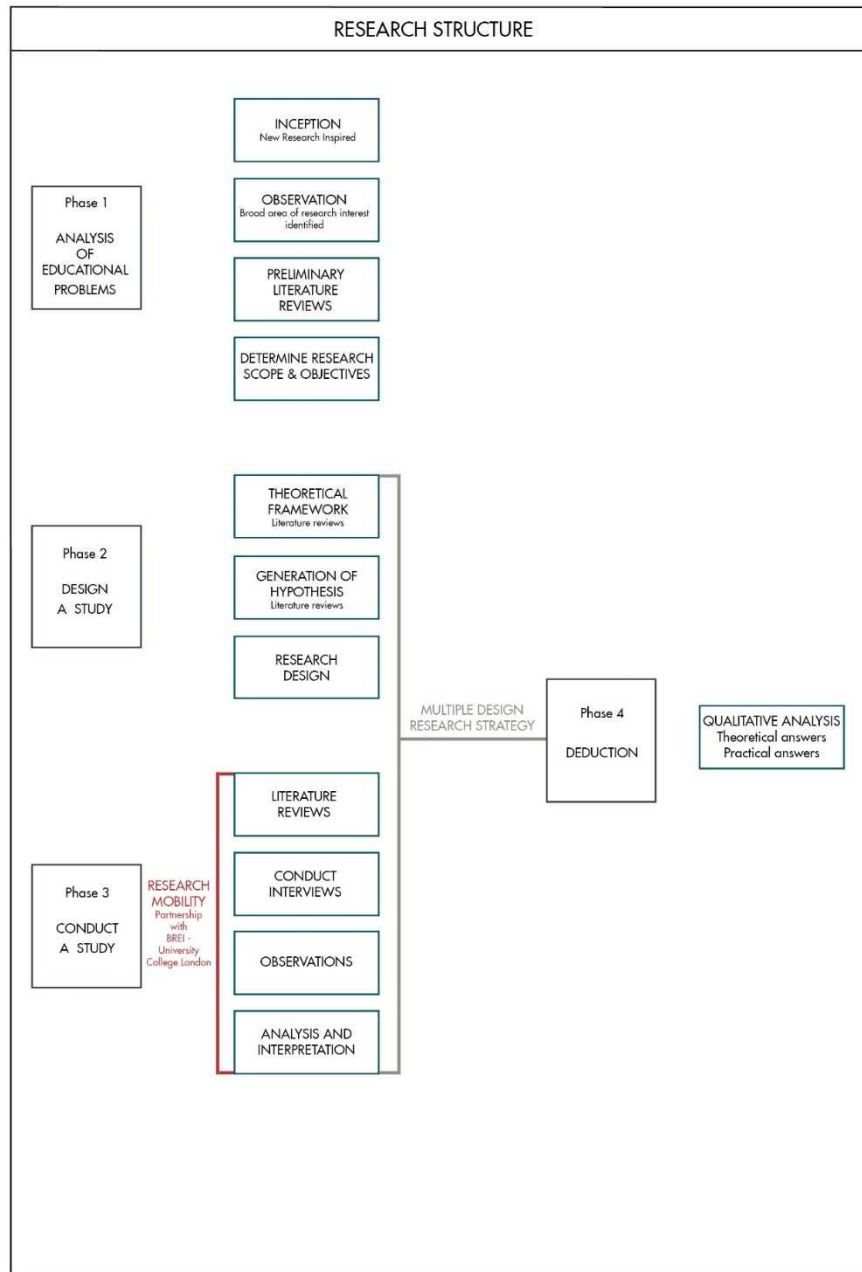 RESEARCH STRUCTURE
INCEPTION
New Research Inspired
Phase 1
ANALYSIS
OF
EDUCATIONAL
PROBLEMS
OBSERVATION
Broad area of research interest
identified
PRELIMINARY
LITERATURE
REVIEWS
DETERMINE RESEARCH
SCOPE & OBJECTIVES
Phase 2
DESIGN
A STUDY
THEORETICAL
FRAMEWORK
Literature reviews
GENERATION OF
HYPOTHESIS
Literature reviews
RESEARCH
DESIGN
MULTIPLE DESIGN
RESEARCH STRATEGY
Phase 4
DEDUCTION
QUALITATIVE ANALYSIS
Theoretical answers
Practical answers
Phase 3
CONDUCT
A STUDY
RESEARCH
MOBILITY
Partnership
with
BREI -
University
College London
LITERATURE
REVIEWS
CONDUCT
INTERVIEWS
OBSERVATIONS
ANALYSIS AND
INTERPRETATION